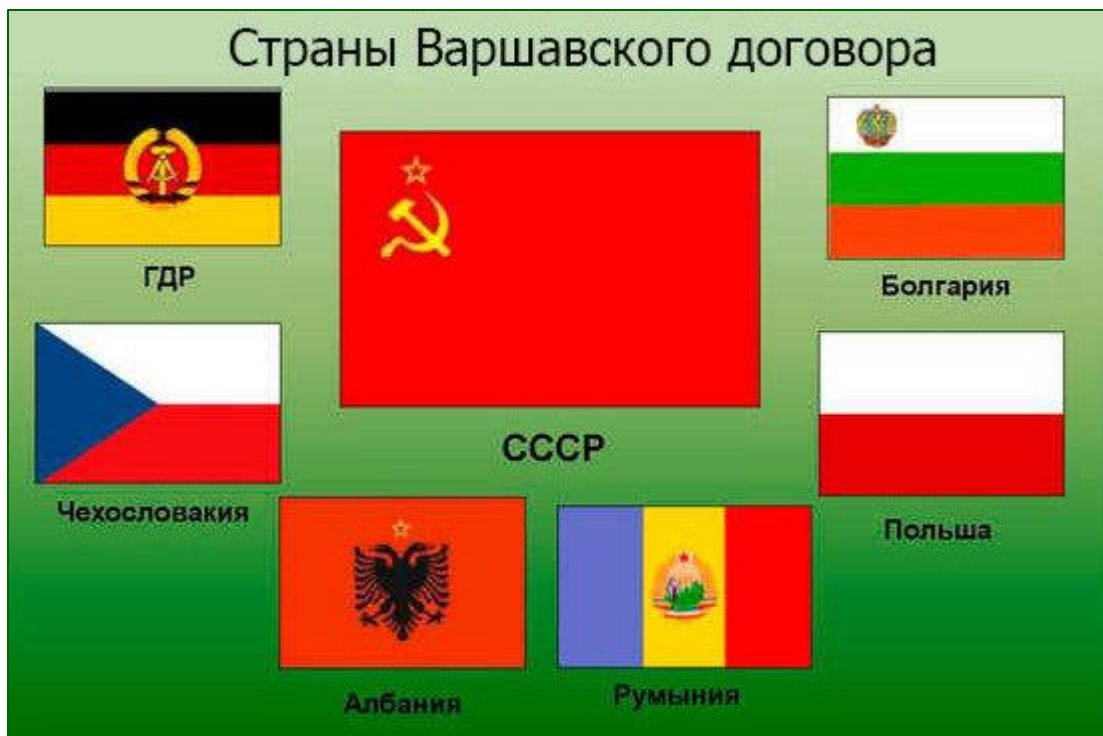 Страны Варшавского договора
ГДР
Болгария
СССР
Чехословакия
Польша
Албания
Румыния